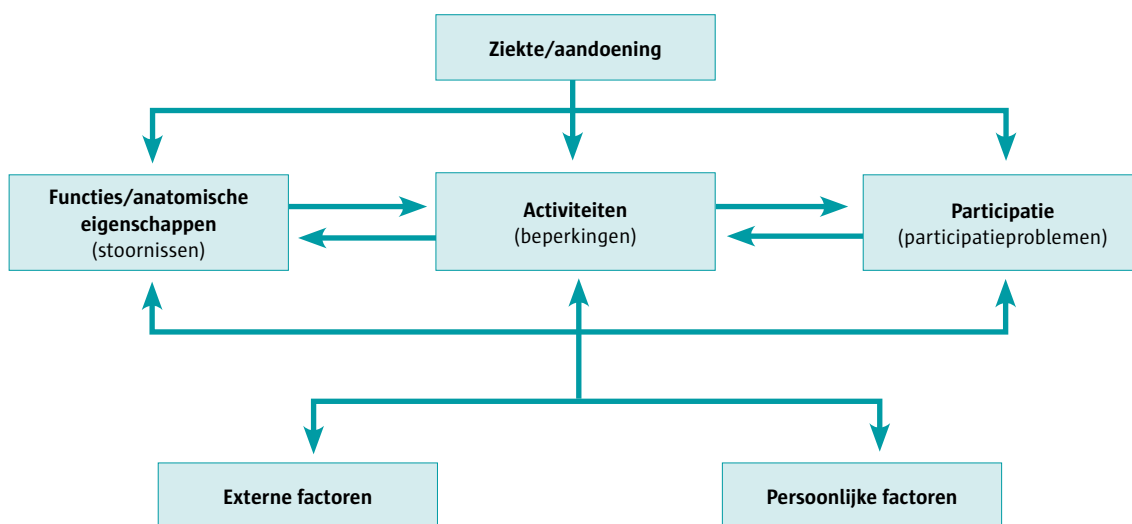 Ziekte/aandoening
Functies/anatomische
eigenschappen
(stoornissen)
Activiteiten
(beperkingen)
Participatie
(participatieproblemen)
Externe factoren
Persoonlijke factoren